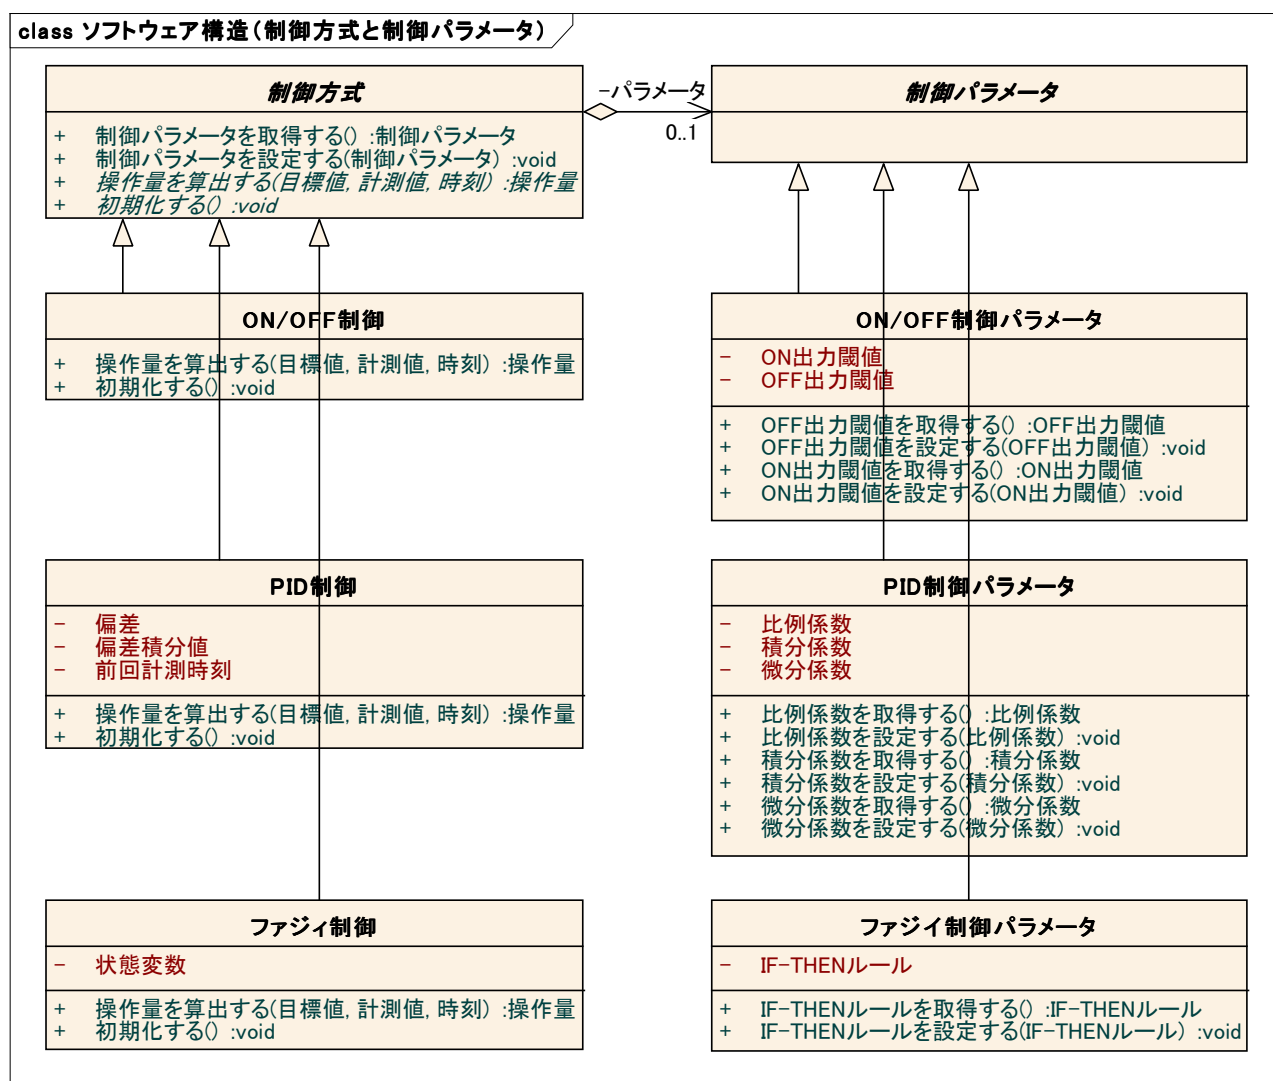 class ソフトウェア構造(制御方式と制御パラメータ)
制御方式
+ 制御パラメータを取得する() :制御パラメータ
+ 制御パラメータを設定する(制御パラメータ) :void
+ 操作量を算出する(目標値, 計測値, 時刻) :操作量
+ 初期化する() :void
-パラメータ
0..1
制御パラメータ
ON/OFF制御
+ 操作量を算出する(目標値, 計測値, 時刻) :操作量
+ 初期化する() :void
ON/OFF制御パラメータ
- ON出力閾値
- OFF出力閾値
+ OFF出力閾値を取得する() :OFF出力閾値
+ OFF出力閾値を設定する(OFF出力閾値) :void
+ ON出力閾値を取得する() :ON出力閾値
+ ON出力閾値を設定する(ON出力閾値) :void
PID制御
- 偏差
- 偏差積分値
- 前回計測時刻
+ 操作量を算出する(目標値, 計測値, 時刻) :操作量
+ 初期化する() :void
PID制御パラメータ
- 比例係数
- 積分係数
- 微分係数
+ 比例係数を取得する() :比例係数
+ 比例係数を設定する(比例係数) :void
+ 積分係数を取得する() :積分係数
+ 積分係数を設定する(積分係数) :void
+ 微分係数を取得する() :微分係数
+ 微分係数を設定する(微分係数) :void
ファジィ制御
- 状態変数
+ 操作量を算出する(目標値, 計測値, 時刻) :操作量
+ 初期化する() :void
ファジイ制御パラメータ
- IF-THENルール
+ IF-THENルールを取得する() :IF-THENルール
+ IF-THENルールを設定する(IF-THENルール) :void